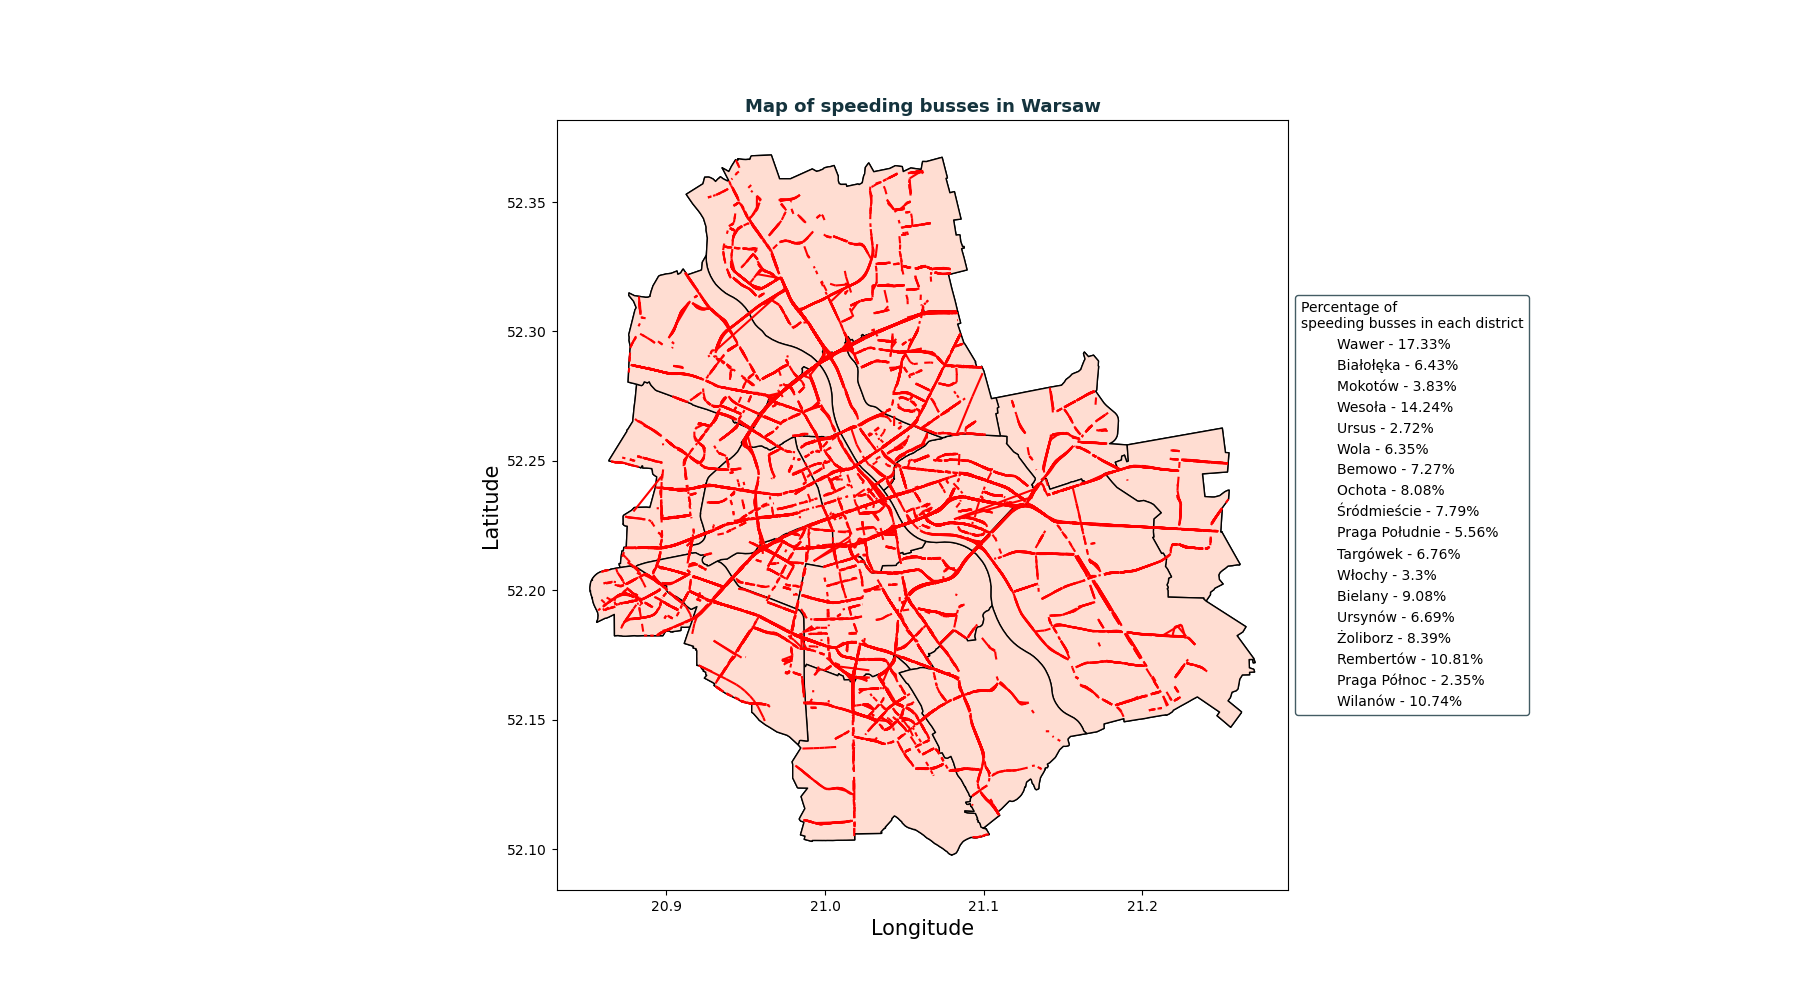 Map of speeding busses in Warsaw
Latitude
52.35
52.30
52.25
52.20
52.15
52.10
20.9 21.0 21.1 21.2
Longitude
Percentage of
speeding busses in each district
Wawer - 17.33%
Białołęka - 6.43%
Mokotów - 3.83%
Wesoła - 14.24%
Ursus - 2.72%
Wola - 6.35%
Bemowo - 7.27%
Ochota - 8.08%
Śródmieście - 7.79%
Praga Południe - 5.56%
Targówek - 6.76%
Włochy - 3.3%
Bielany - 9.08%
Ursynów - 6.69%
Żoliborz - 8.39%
Rembertów - 10.81%
Praga Północ - 2.35%
Wilanów - 10.74%